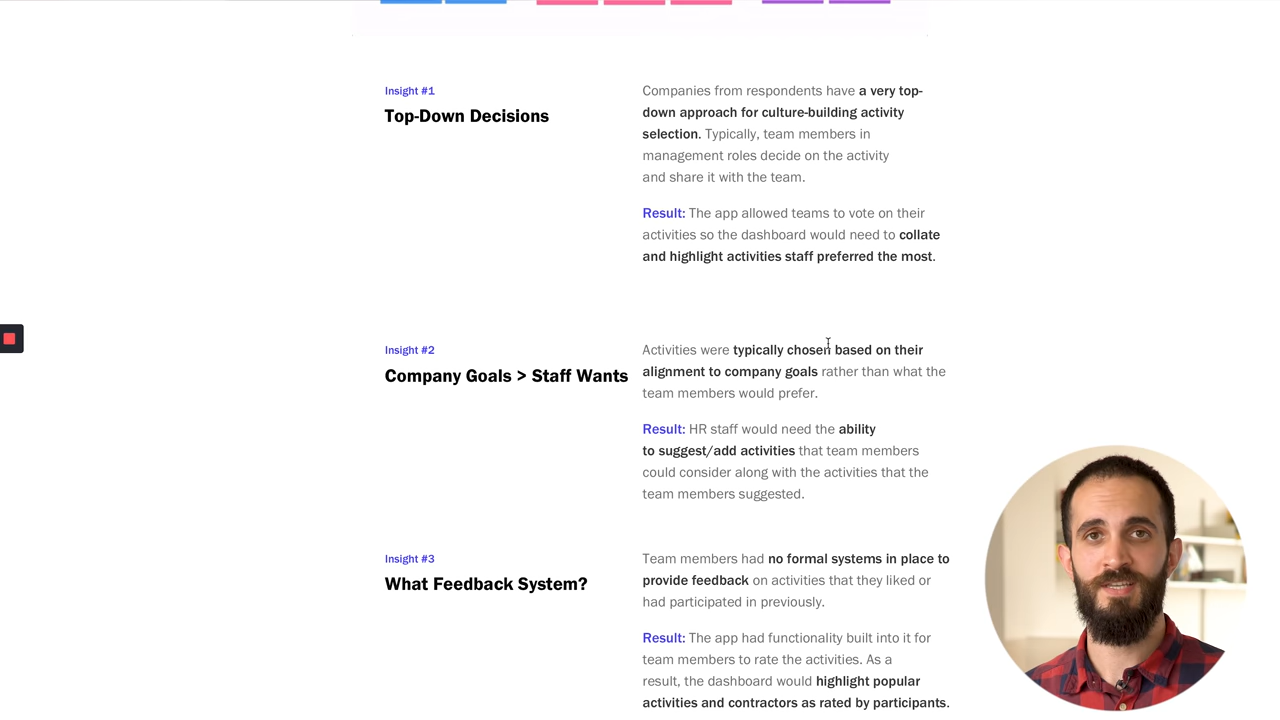 Insight #1
Top-Down Decisions
Companies from respondents have a very top-
down approach for culture-building activity
selection. Typically, team members in
management roles decide on the activity
and share it with the team.
Result: The app allowed teams to vote on their
activities so the dashboard would need to collate
and highlight activities staff preferred the most.
Insight #2
Company Goals > Staff Wants
Activities were typically chosen based on their
alignment to company goals rather than what the
team members would prefer.
Result: HR staff would need the ability
to suggest/add activities that team members
could consider along with the activities that the
team members suggested.
Insight #3
What Feedback System?
Team members had no formal systems in place to
provide feedback on activities that they liked or
had participated in previously.
Result: The app had functionality built into it for
team members to rate the activities. As a
result, the dashboard would highlight popular
activities and contractors as rated by participants.